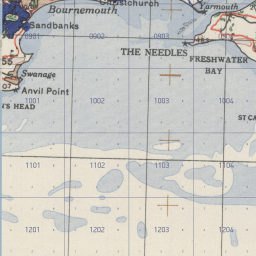 Christchurch
Bournemouth
Yarmouth
Sandbanks
0901 0902 0903 0904
THE NEEDLES
FRESHWATER
BAY
Swanage
Anvil Point
1001 1002 1003 1004
'S HEAD
ST CA
1101 1102 1103 1104
1201 1202 1203 1204